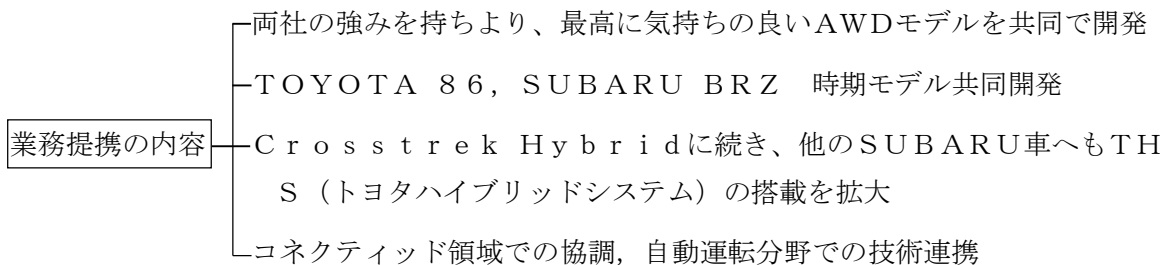 両社の強みを持ちより、最高に気持ちの良いAWDモデルを共同で開発
TOYOTA 86，SUBARU BRZ　時期モデル共同開発
業務提携の内容
Crosstrek Hybridに続き、他のSUBARU車へもTH
S（トヨタハイブリッドシステム）の搭載を拡大
コネクティッド領域での協調，自動運転分野での技術連携